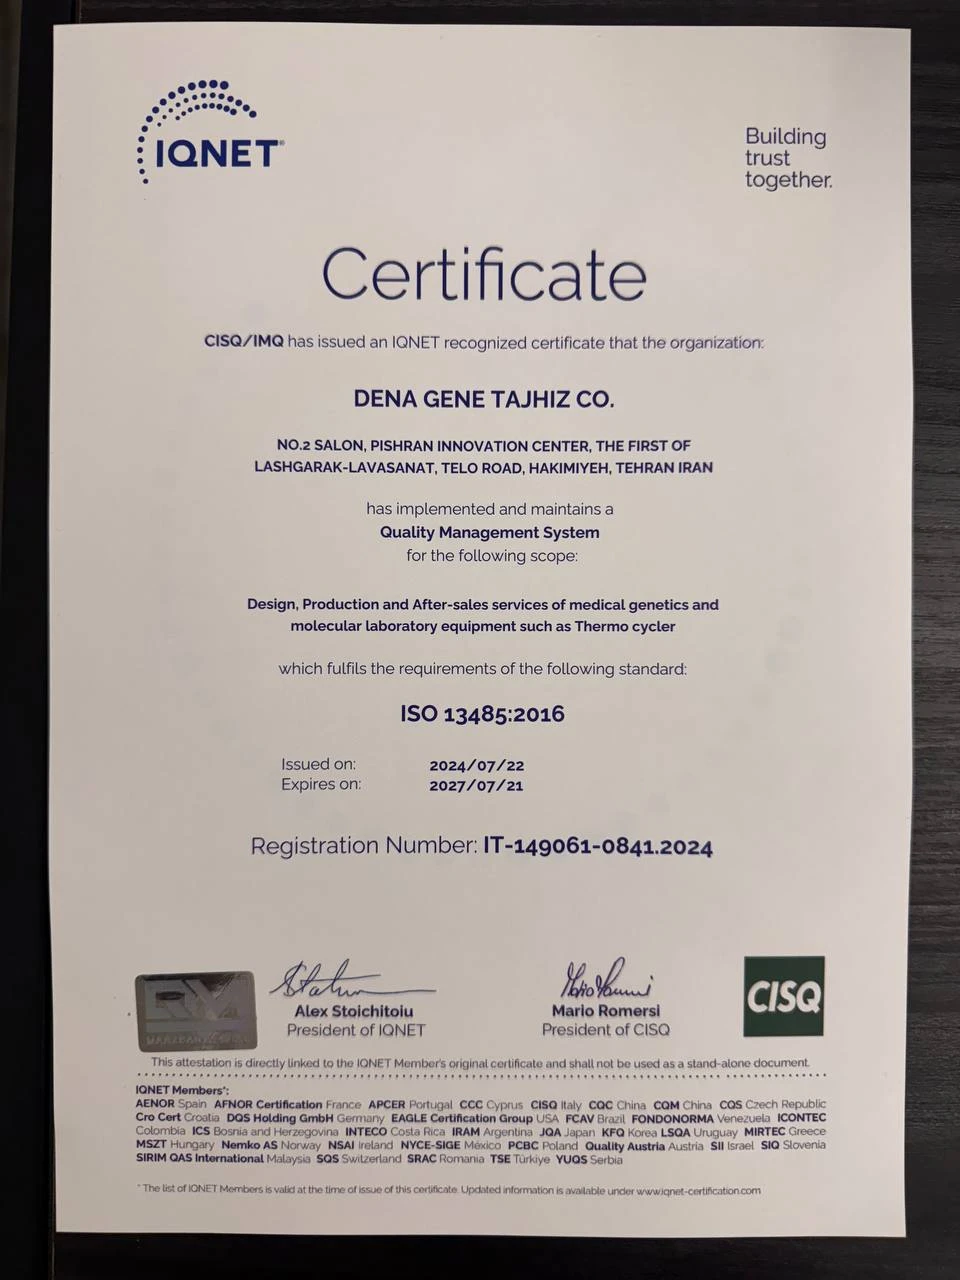 IQNET®
Building
trust
together.
Certificate
CISQ/IMQ has issued an IQNET recognized certificate that the organization:
DENA GENE TAJHIZ CO.
NO.2 SALON, PISHRAN INNOVATION CENTER, THE FIRST OF
LASHGARAK-LAVASANAT, TELO ROAD, HAKIMIYEH, TEHRAN IRAN
has implemented and maintains a
Quality Management System
for the following scope:
Design, Production and After-sales services of medical genetics and
molecular laboratory equipment such as Thermo cycler
which fulfils the requirements of the following standard:
ISO 13485:2016
Issued on: 2024/07/22
Expires on: 2027/07/21
Registration Number: IT-149061-0841.2024
Alex Stoichitoiu
President of IQNET
Mario Romersi
President of CISQ
CISQ
This attestation is directly linked to the IQNET Member's original certificate and shall not be used as a stand-alone document.
IQNET Members*:
AENOR Spain AFNOR Certification France APCER Portugal CCC Cyprus CISQ Italy CQC China CQM China CQS Czech Republic
Cro Cert Croatia DQS Holding GmbH Germany EAGLE Certification Group USA FCAV Brazil FONDONORMA Venezuela ICONTEC
Colombia ICS Bosnia and Herzegovina INTECO Costa Rica IRAM Argentina JQA Japan KFQ Korea LSQA Uruguay MIRTEC Greece
MSZT Hungary Nemko AS Norway NSAI Ireland NYCE-SIGE México PCBC Poland Quality Austria Austria SII Israel SIQ Slovenia
SIRIM QAS International Malaysia SQS Switzerland SRAC Romania TSE Türkiye YUQS Serbia
* The list of IQNET Members is valid at the time of issue of this certificate. Updated information is available under www.iqnet-certification.com